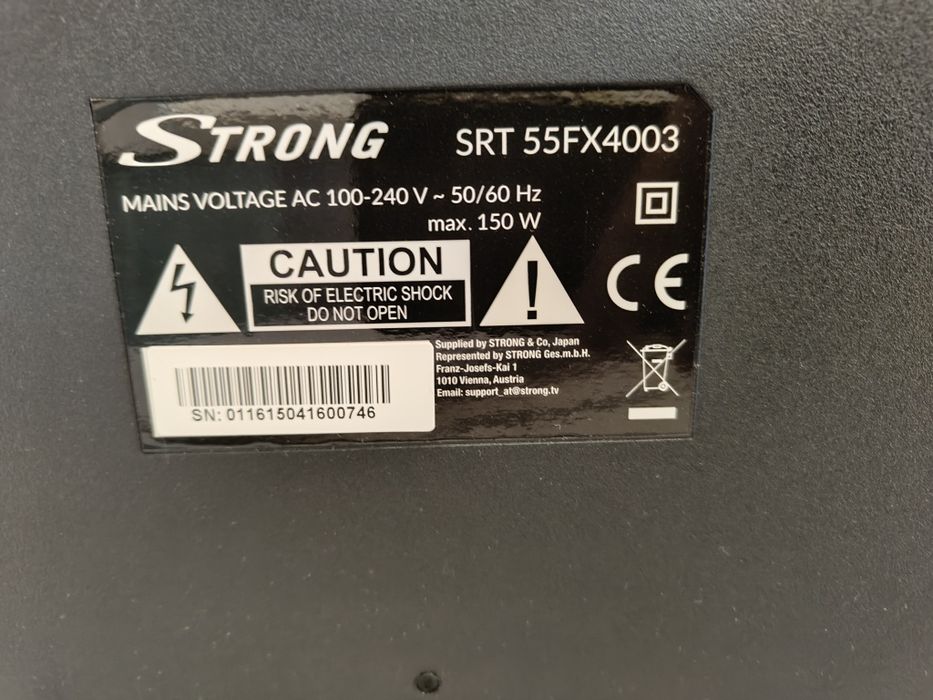 STRONG SRT 55FX4003
MAINS VOLTAGE AC 100-240 V ~ 50/60 Hz
max. 150 W
CAUTION
RISK OF ELECTRIC SHOCK
DO NOT OPEN
CE
Supplied by STRONG & Co, Japan
Represented by STRONG Ges.m.b.H.
Franz-Josefs-Kai 1
1010 Vienna, Austria
Email: support_at@strong.tv
SN: 011615041600746